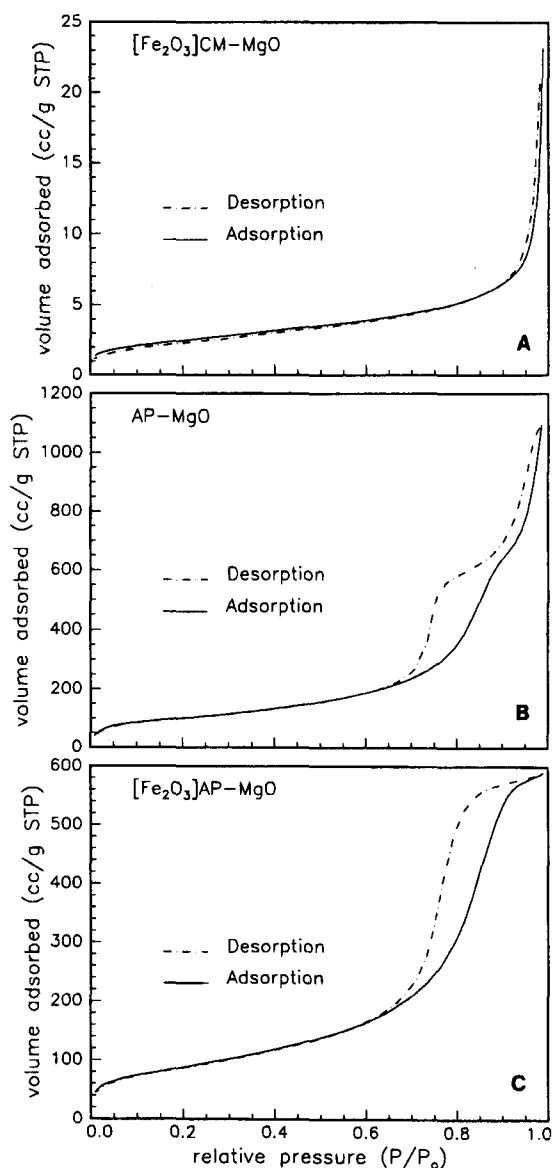 [Fe₂O₃]CM-MgO
25
20
15
10
5
0
volume adsorbed (cc/g STP)
Desorption
Adsorption
A
AP-MgO
1200
1000
800
600
400
200
0
volume adsorbed (cc/g STP)
Desorption
Adsorption
B
[Fe₂O₃]AP-MgO
600
500
400
300
200
100
0
volume adsorbed (cc/g STP)
Desorption
Adsorption
C
0.0 0.2 0.4 0.6 0.8 1.0
relative pressure (P/Pₒ)